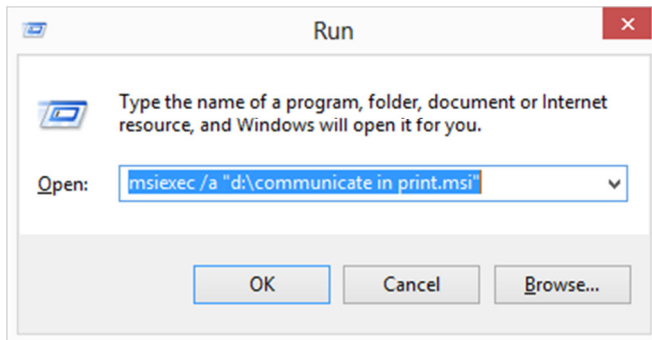 Run
Type the name of a program, folder, document or Internet
resource, and Windows will open it for you.
Open: msiexec /a "d:\communicate in print.msi"
OK Cancel Browse...